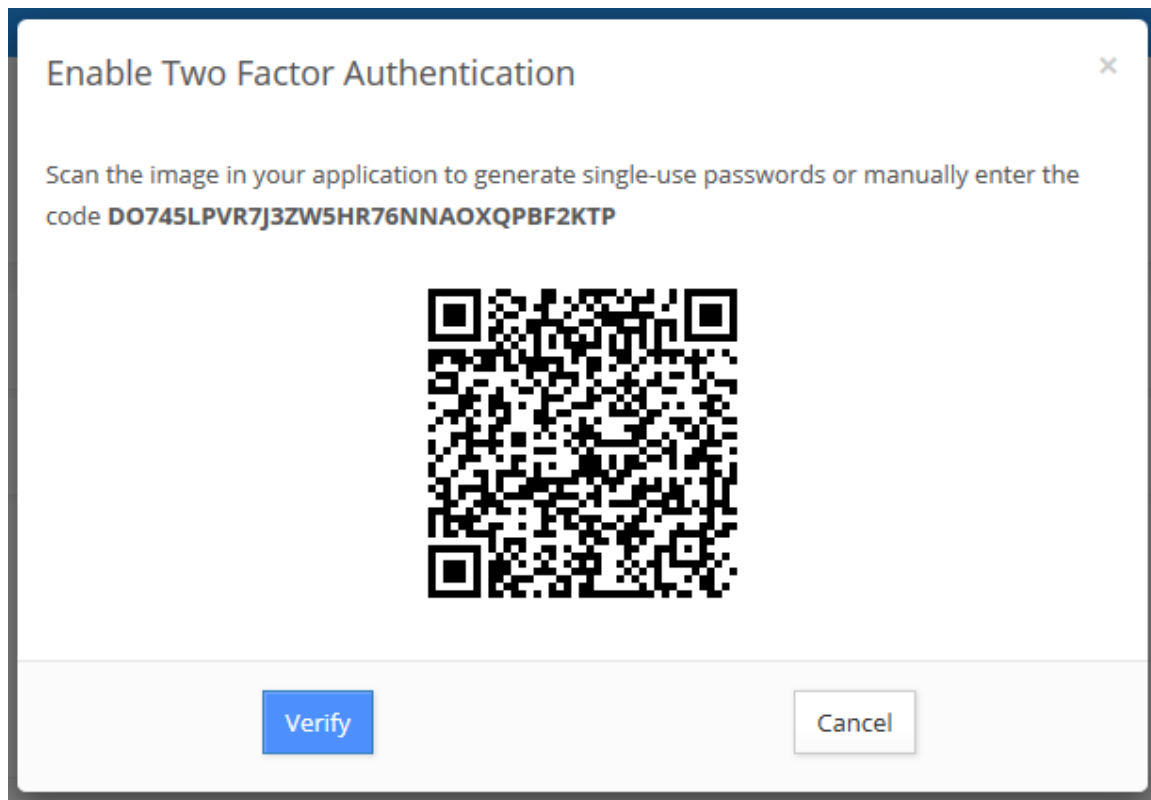 Enable Two Factor Authentication
×
Scan the image in your application to generate single-use passwords or manually enter the
code DO745LPVR7J3ZW5HR76NNAOXQPBF2KTP
Verify
Cancel